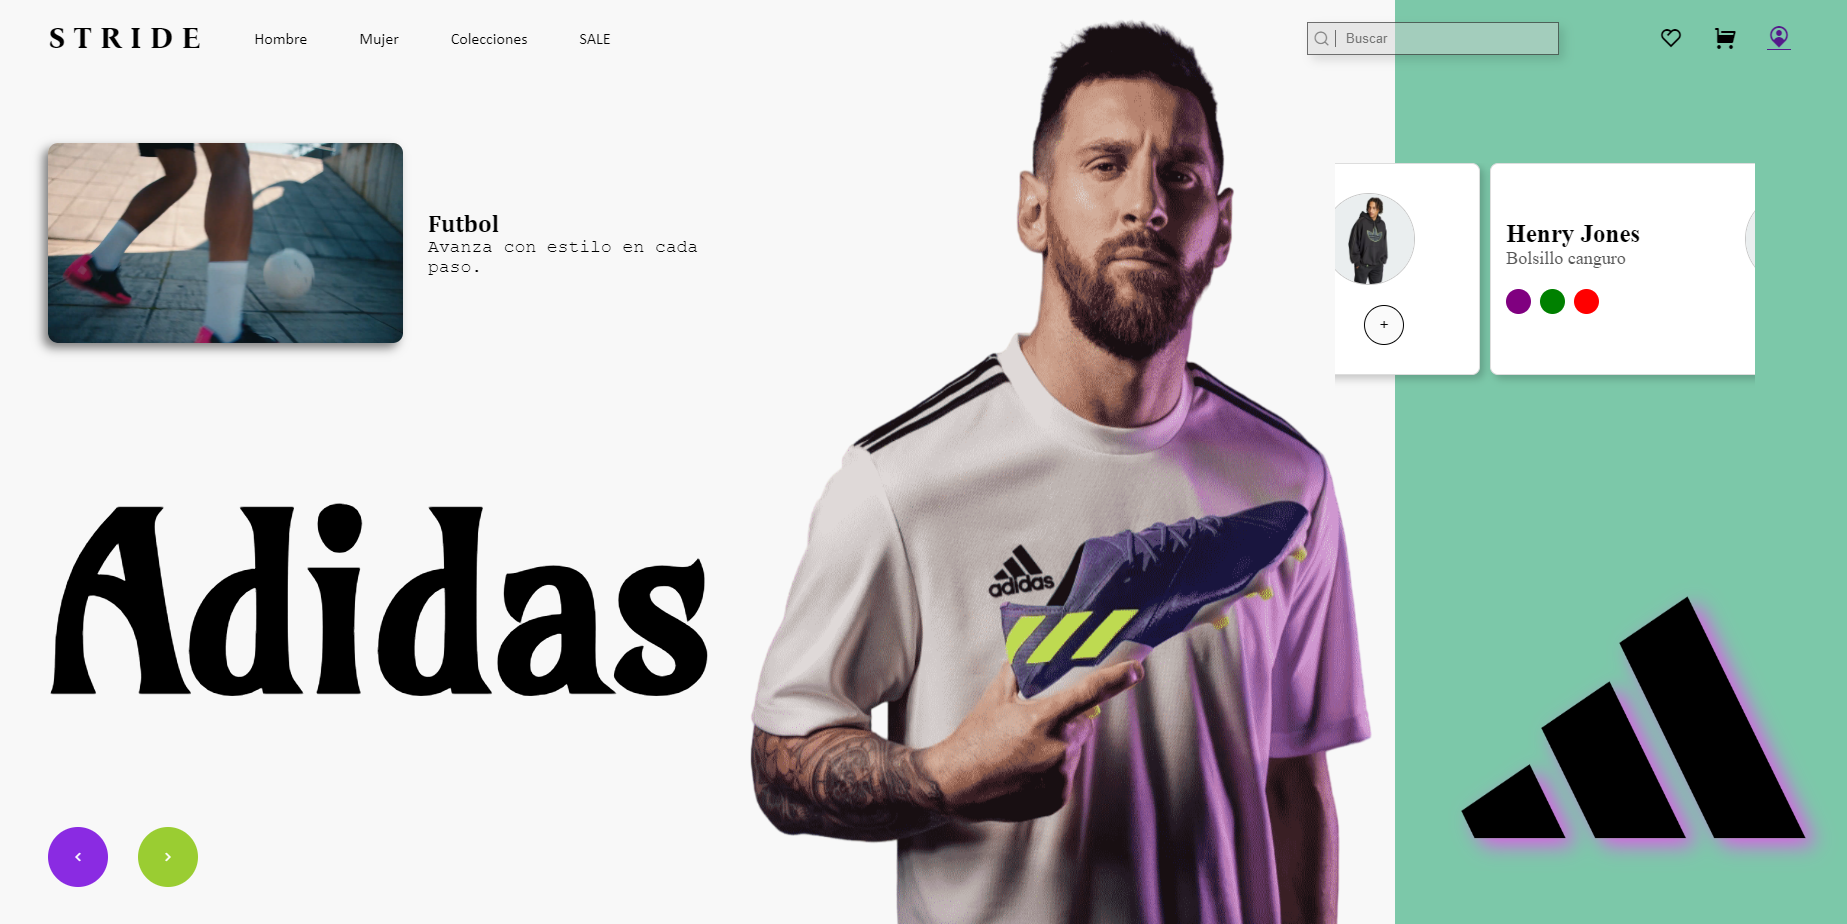 STRIDE
Hombre
Mujer
Colecciones
SALE
Buscar
Futbol
Avanza con estilo en cada
paso.
+
Henry Jones
Bolsillo canguro
Adidas
adidas
‹
›